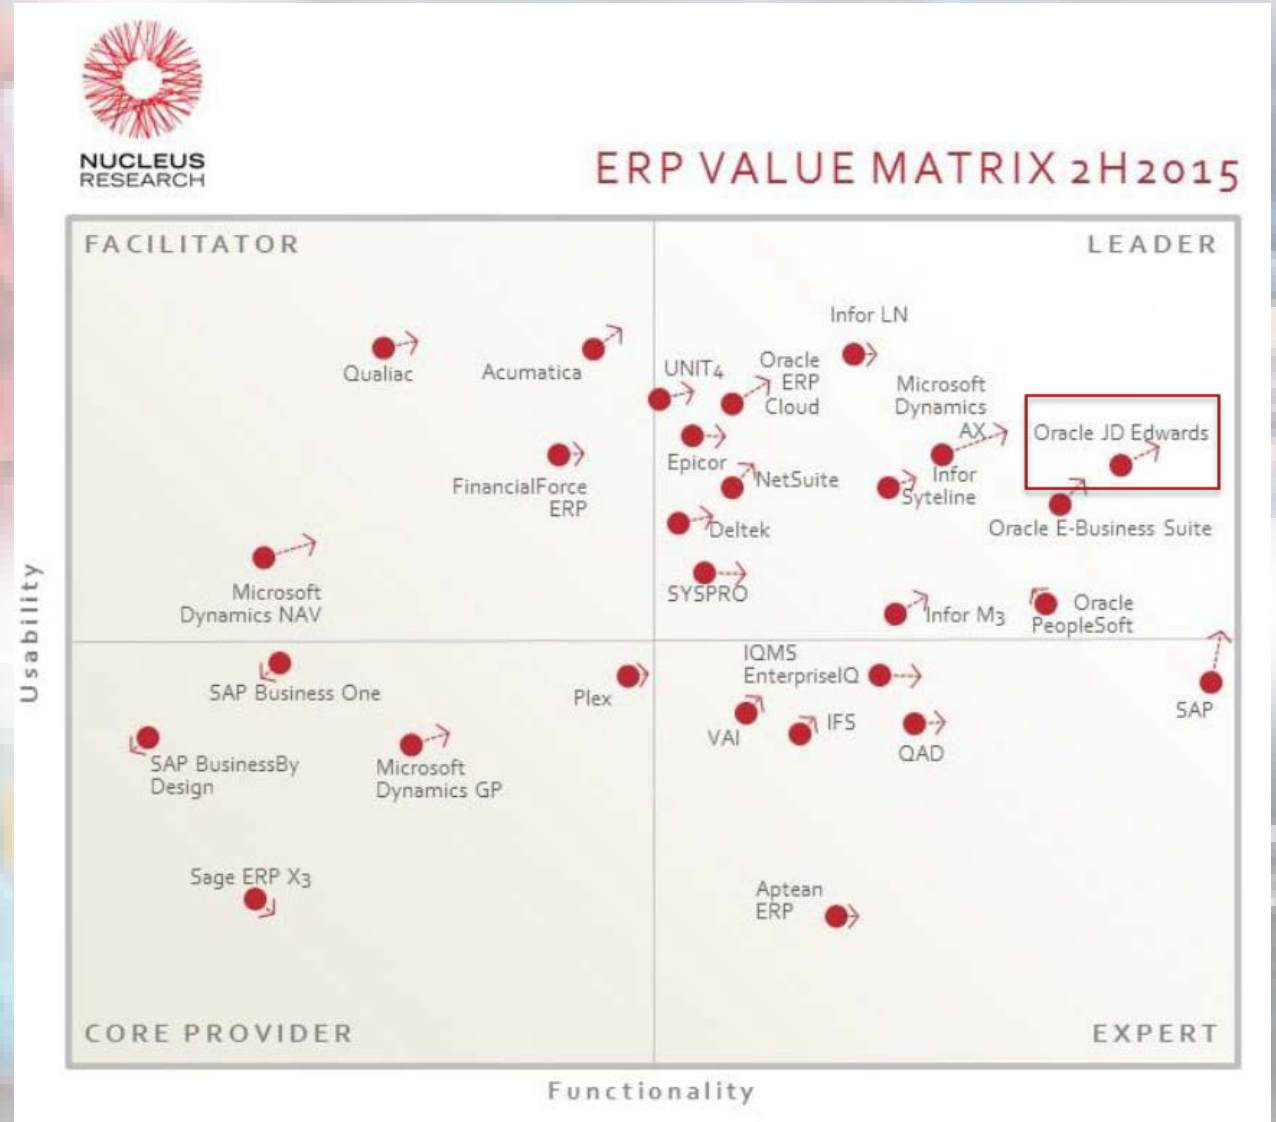 NUCLEUS
RESEARCH
ERP VALUE MATRIX 2H2015
FACILITATOR
LEADER
Infor LN
Qualiac
Acumatica
UNIT4
Oracle
ERP
Cloud
Microsoft
Dynamics
AX
Oracle JD Edwards
Epicor
NetSuite
Infor
Syteline
FinancialForce
ERP
Deltek
Oracle E-Business Suite
SYSPRO
Microsoft
Dynamics NAV
Infor M3
Oracle
PeopleSoft
Usability
SAP Business One
Plex
IQMS
EnterpriseIQ
SAP
VAI
IFS
QAD
SAP BusinessBy
Design
Microsoft
Dynamics GP
Sage ERP X3
Aptean
ERP
CORE PROVIDER
EXPERT
Functionality